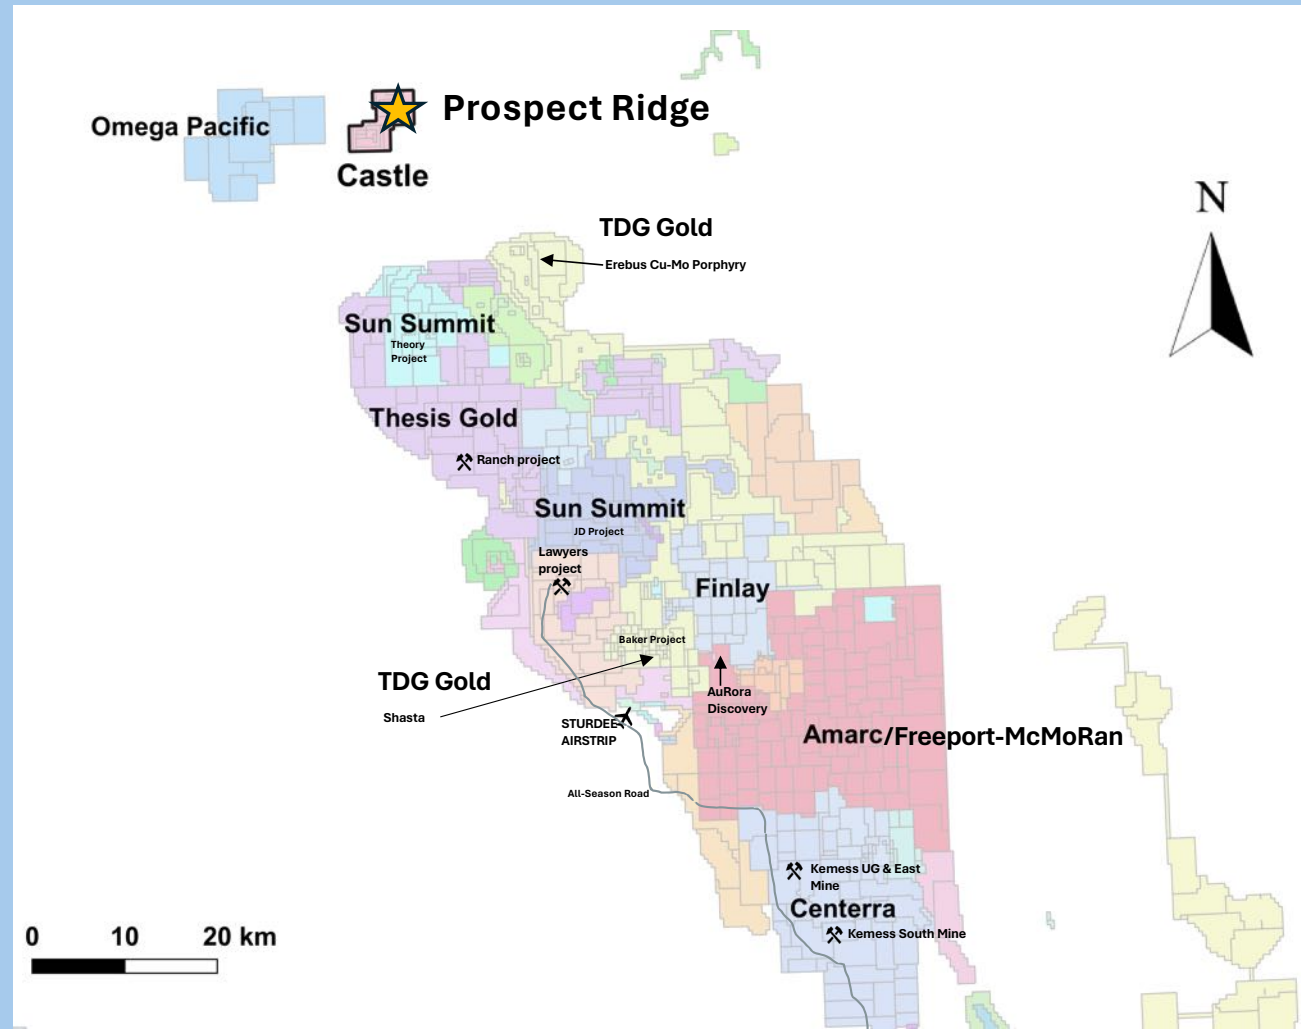 Prospect Ridge
Omega Pacific
Castle
N
TDG Gold
Erebus Cu-Mo Porphyry
Sun Summit
Theory
Project
Thesis Gold
Ranch project
Sun Summit
JD Project
Lawyers
project
Finlay
Baker Project
TDG Gold
Shasta
AuRora
Discovery
STURDEE
AIRSTRIP
Amarc/Freeport-McMoRan
All-Season Road
Kemess UG & East
Mine
Centerra
Kemess South Mine
0 10 20 km